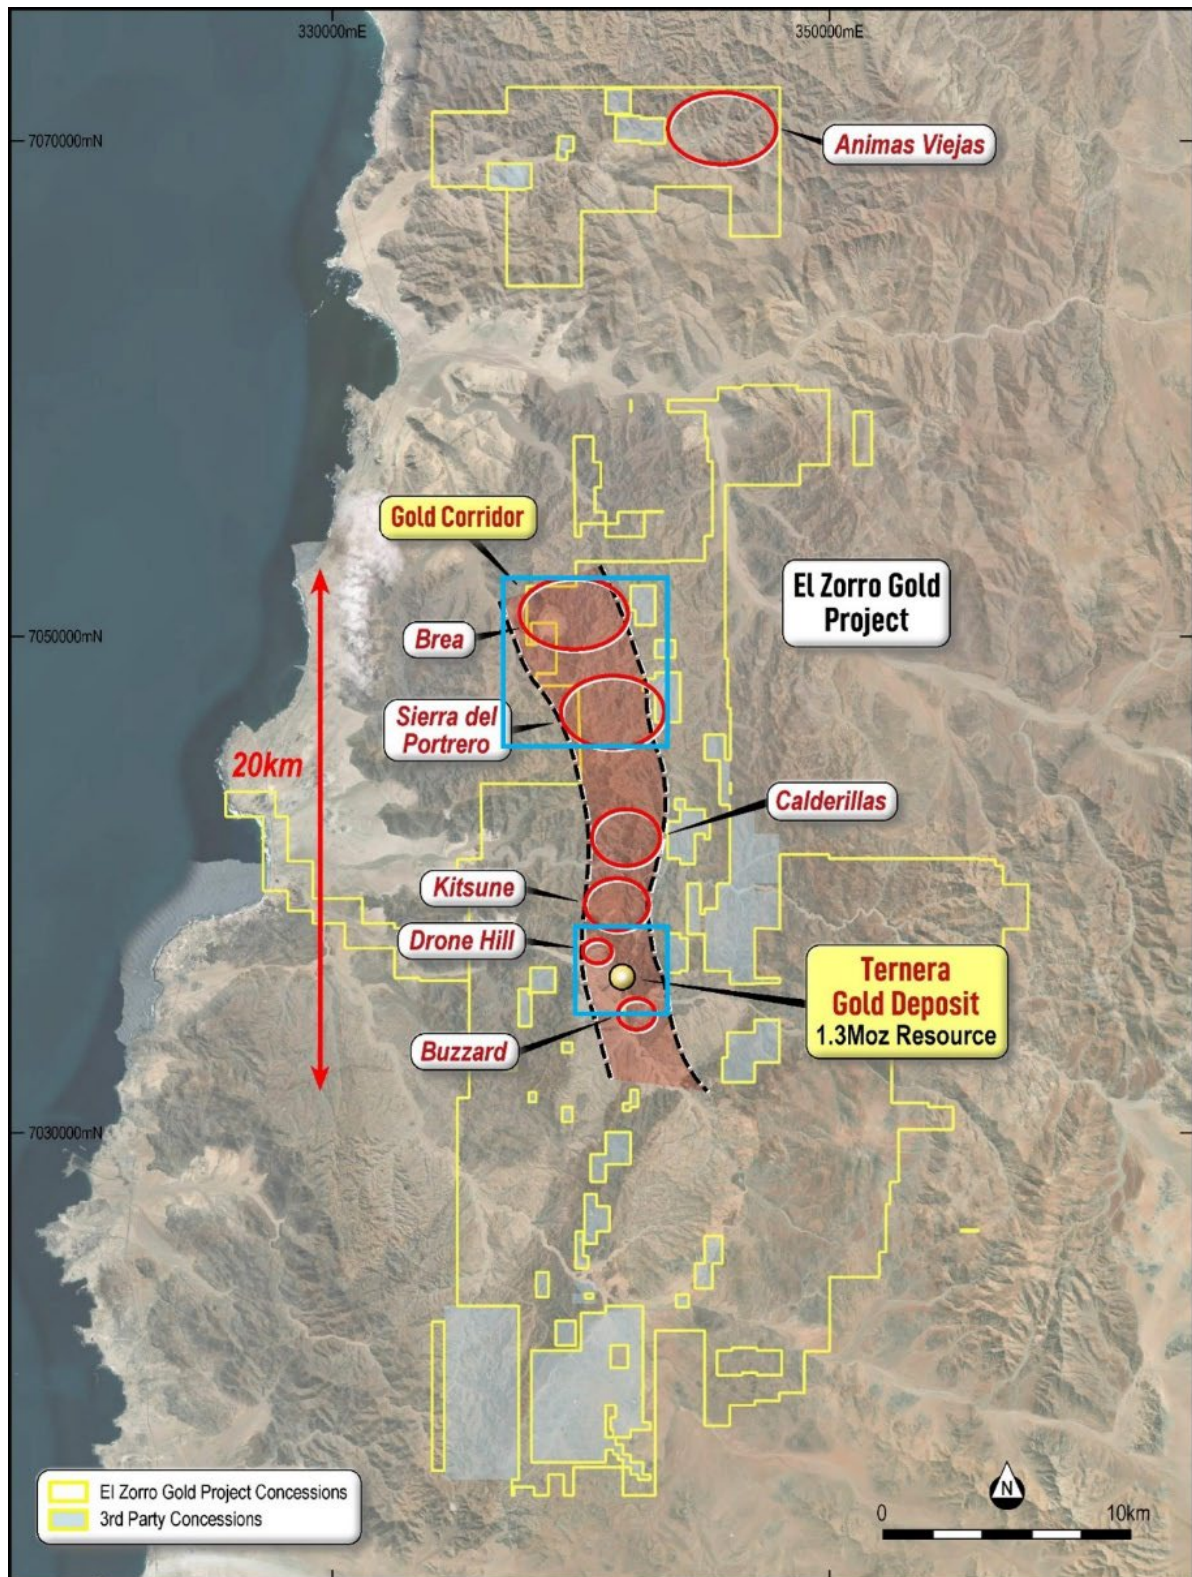 330000mE
350000mE
7070000mN
Animas Viejas
Gold Corridor
El Zorro Gold
Project
7050000mN
Brea
Sierra del
Portrero
20km
Calderillas
Kitsune
Drone Hill
Ternera
Gold Deposit
1.3Moz Resource
Buzzard
7030000mN
El Zorro Gold Project Concessions
3rd Party Concessions
N
0
10km